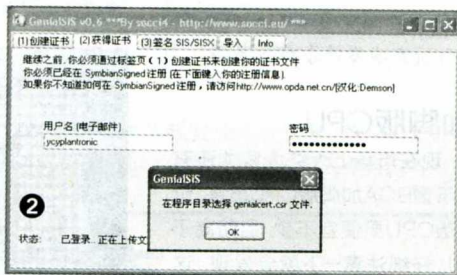 GenialSIS v0,6 ***By socci4 - http://www.socci.eu/ ***
(1)创建证书 (2)获得证书 (3)签名 SIS/SISX 导入 Info
继续之前,你必须通过标签页(1)创建证书来创建你的证书文件
你必须已经在 SymbianSigned 注册 (在下面键入你的注册信息).
如果你不知道如何在 SymbianSigned 注册,请访问http://www.opda.net.cn/[汉化:Demson]
用户名 (电子邮件) 密码
ycyplantronic ●●●●●●●●●●●●●●
GenialSiS
在程序目录选择 genialcert.csr 文件.
OK
❷
状态: 已登录...正在上传文